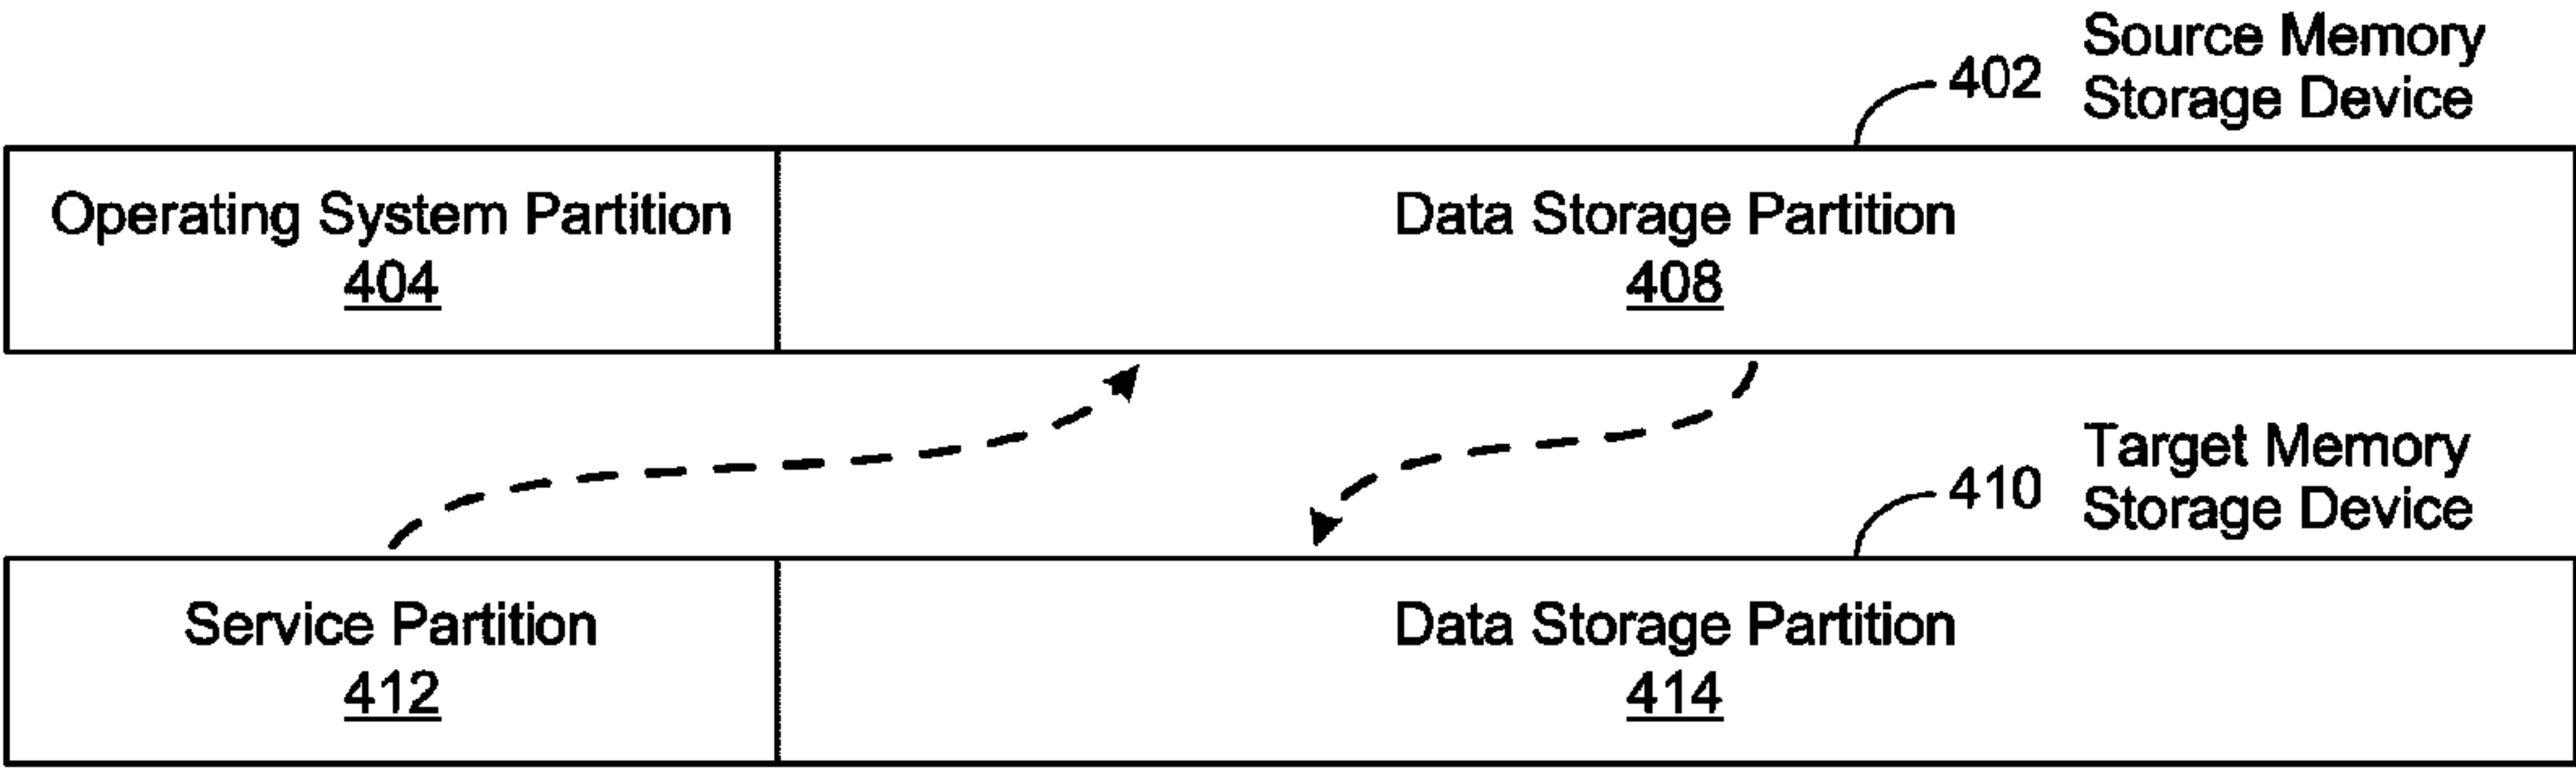 402 Source Memory
Storage Device
Operating System Partition
404
Data Storage Partition
408
410 Target Memory
Storage Device
Service Partition
412
Data Storage Partition
414